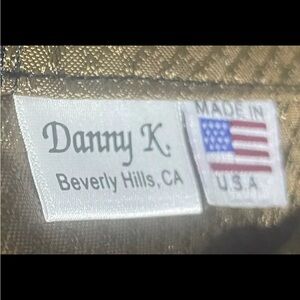 Danny K.
Beverly Hills, CA
MADE IN
U.S.A